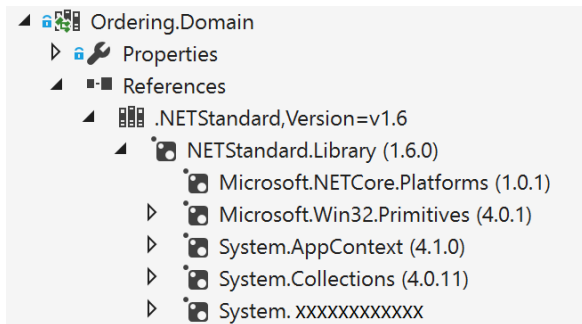 Ordering.Domain
Properties
References
.NETStandard,Version=v1.6
NETStandard.Library (1.6.0)
Microsoft.NETCore.Platforms (1.0.1)
Microsoft.Win32.Primitives (4.0.1)
System.AppContext (4.1.0)
System.Collections (4.0.11)
System. xxxxxxxxxxxx